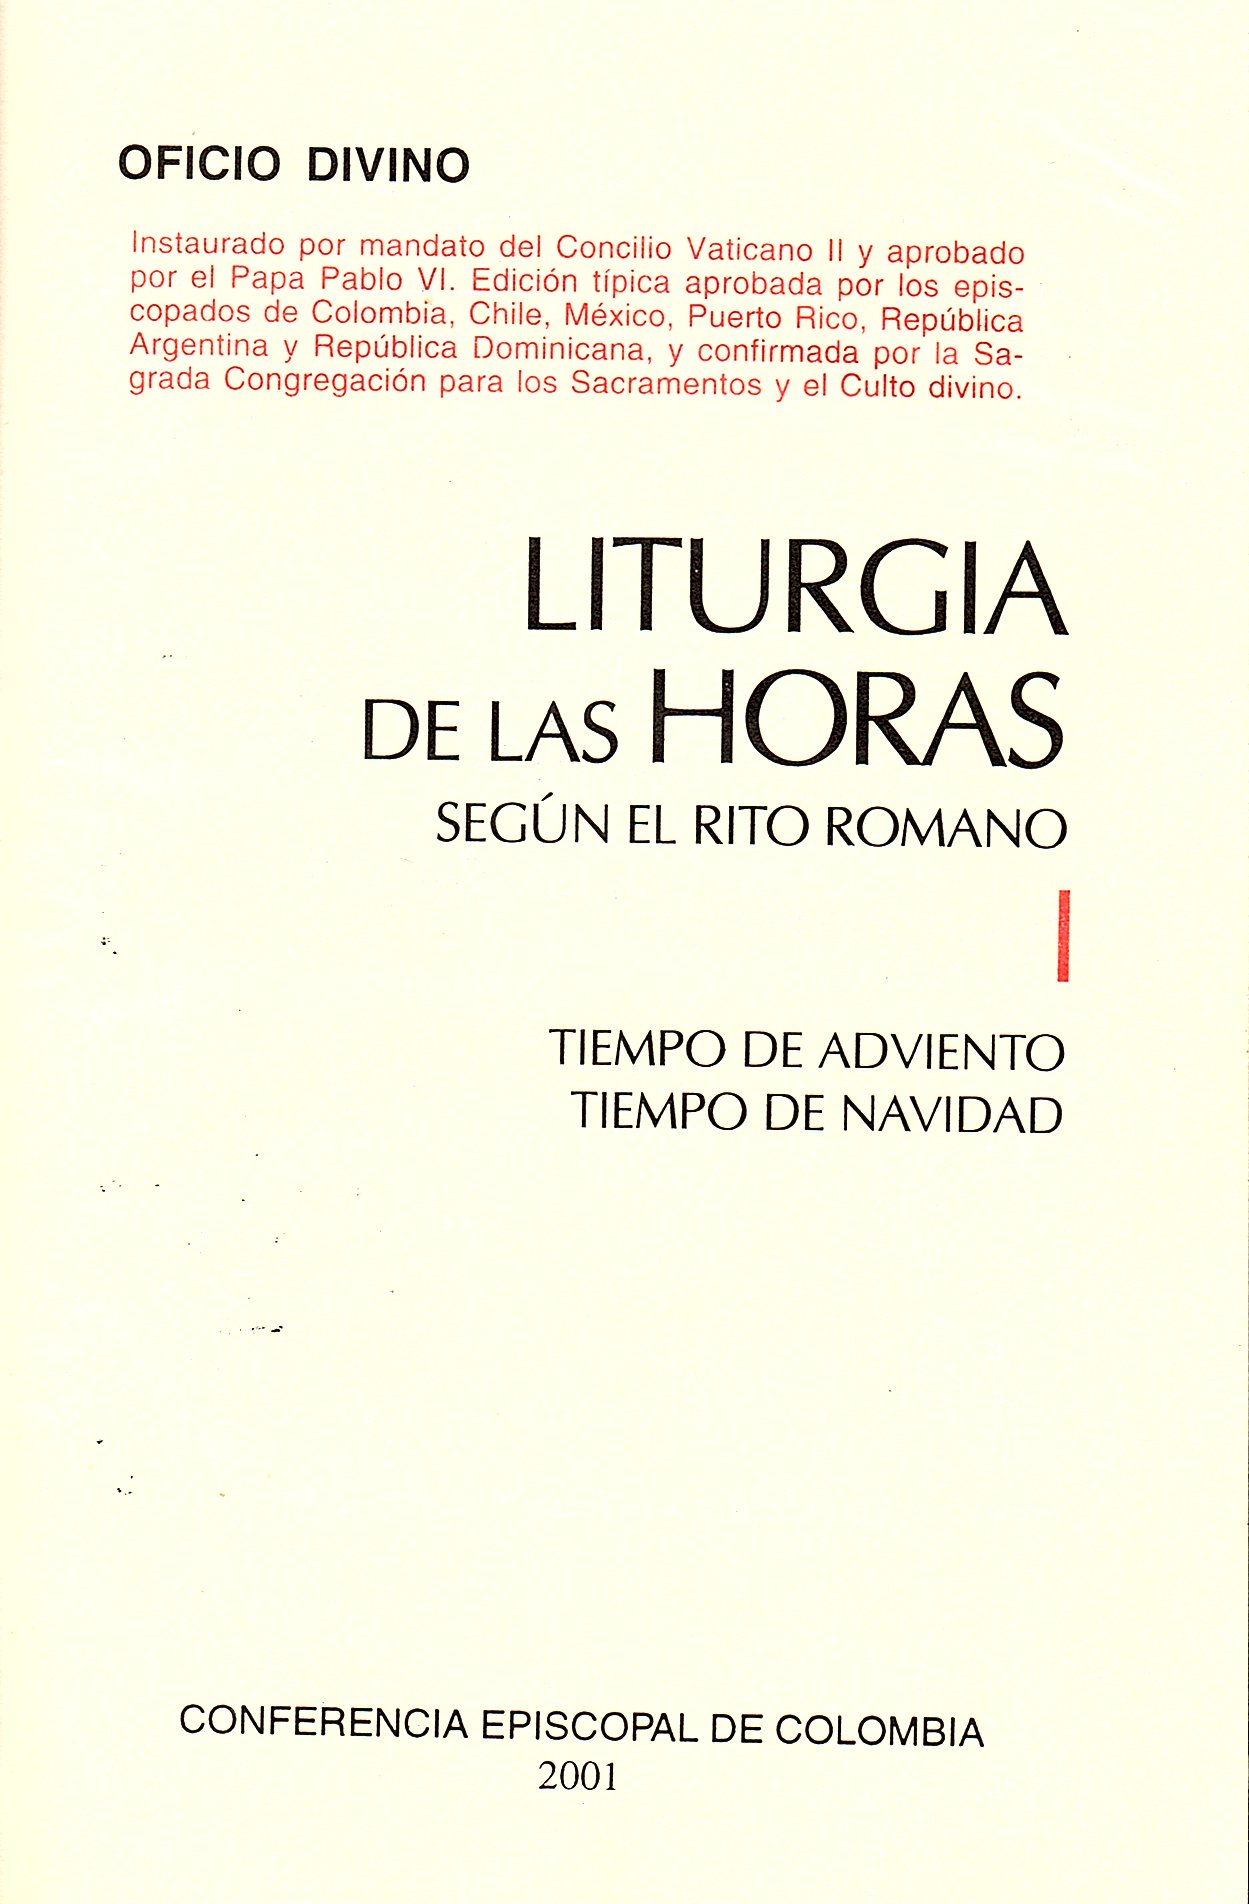 OFICIO DIVINO
Instaurado por mandato del Concilio Vaticano II y aprobado
por el Papa Pablo VI. Edición típica aprobada por los epis-
copados de Colombia, Chile, México, Puerto Rico, República
Argentina y República Dominicana, y confirmada por la Sa-
grada Congregación para los Sacramentos y el Culto divino.
LITURGIA
DE LAS HORAS
SEGÚN EL RITO ROMANO
I
TIEMPO DE ADVIENTO
TIEMPO DE NAVIDAD
CONFERENCIA EPISCOPAL DE COLOMBIA
2001